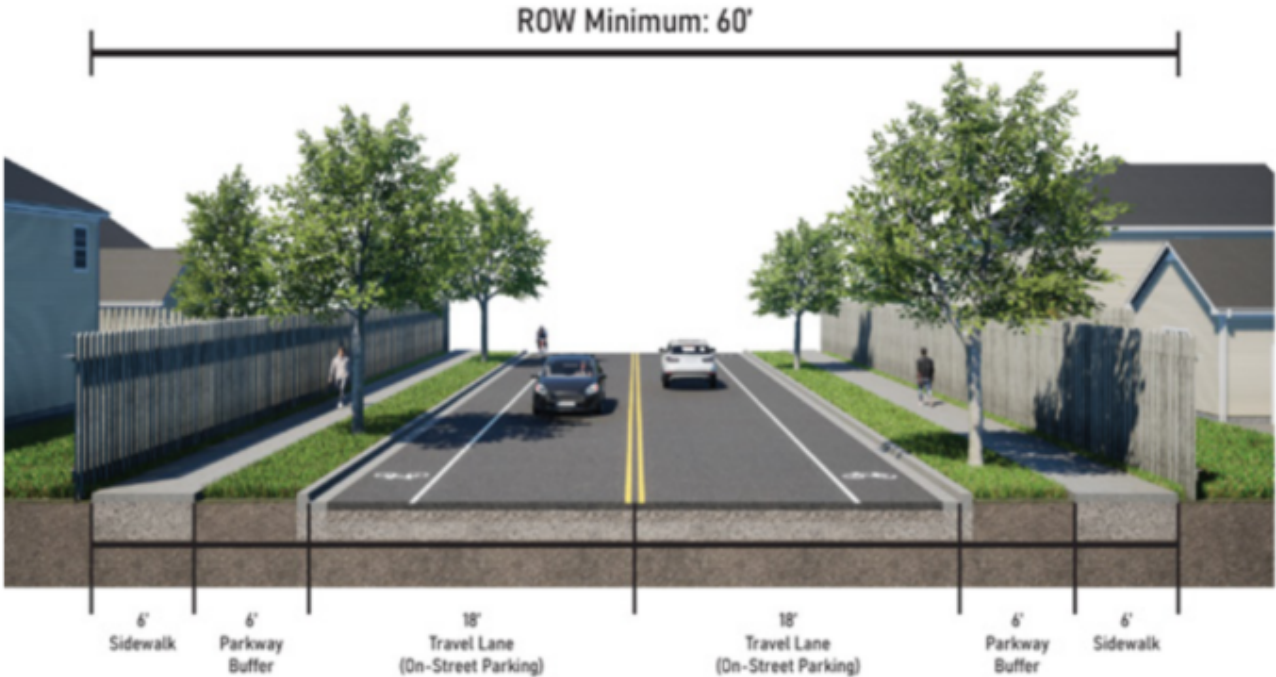 ROW Minimum: 60'
6'
Sidewalk
6'
Parkway
Buffer
18'
Travel Lane
(On-Street Parking)
18'
Travel Lane
(On-Street Parking)
6'
Parkway
Buffer
6'
Sidewalk